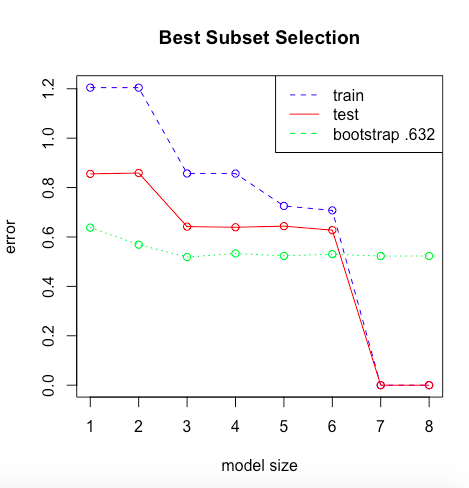 Best Subset Selection
train
test
bootstrap .632
error
0.0 0.2 0.4 0.6 0.8 1.0 1.2
1 2 3 4 5 6 7 8
model size